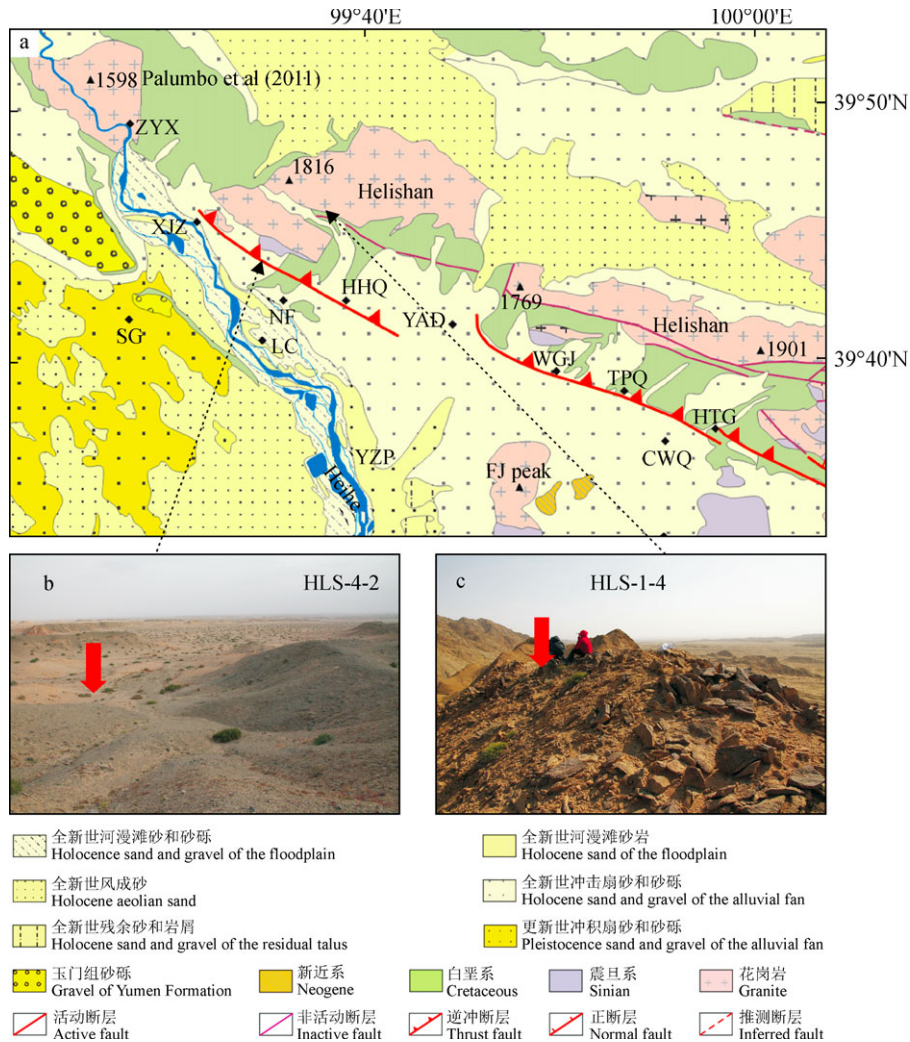 99°40'E
100°00'E
a
1598 Palumbo et al (2011)
39°50'N
ZYX
1816
Helishan
XJZ
HHQ
NF
YAD
1769
SG
LC
Helishan
1901
39°40'N
WGJ
TPQ
HTG
CWQ
YZP
FJ peak
Heihe
b
HLS-4-2
c
HLS-1-4
全新世河漫滩砂和砂砾
Holocence sand and gravel of the floodplain
全新世河漫滩砂岩
Holocene sand of the floodplain
全新世风成砂
Holocene aeolian sand
全新世冲击扇砂和砂砾
Holocene sand and gravel of the alluvial fan
全新世残余砂和岩屑
Holocene sand and gravel of the residual talus
更新世冲积扇砂和砂砾
Pleistocence sand and gravel of the alluvial fan
玉门组砂砾
Gravel of Yumen Formation
新近系
Neogene
白垩系
Cretaceous
震旦系
Sinian
花岗岩
Granite
活动断层
Active fault
非活动断层
Inactive fault
逆冲断层
Thrust fault
正断层
Normal fault
推测断层
Inferred fault